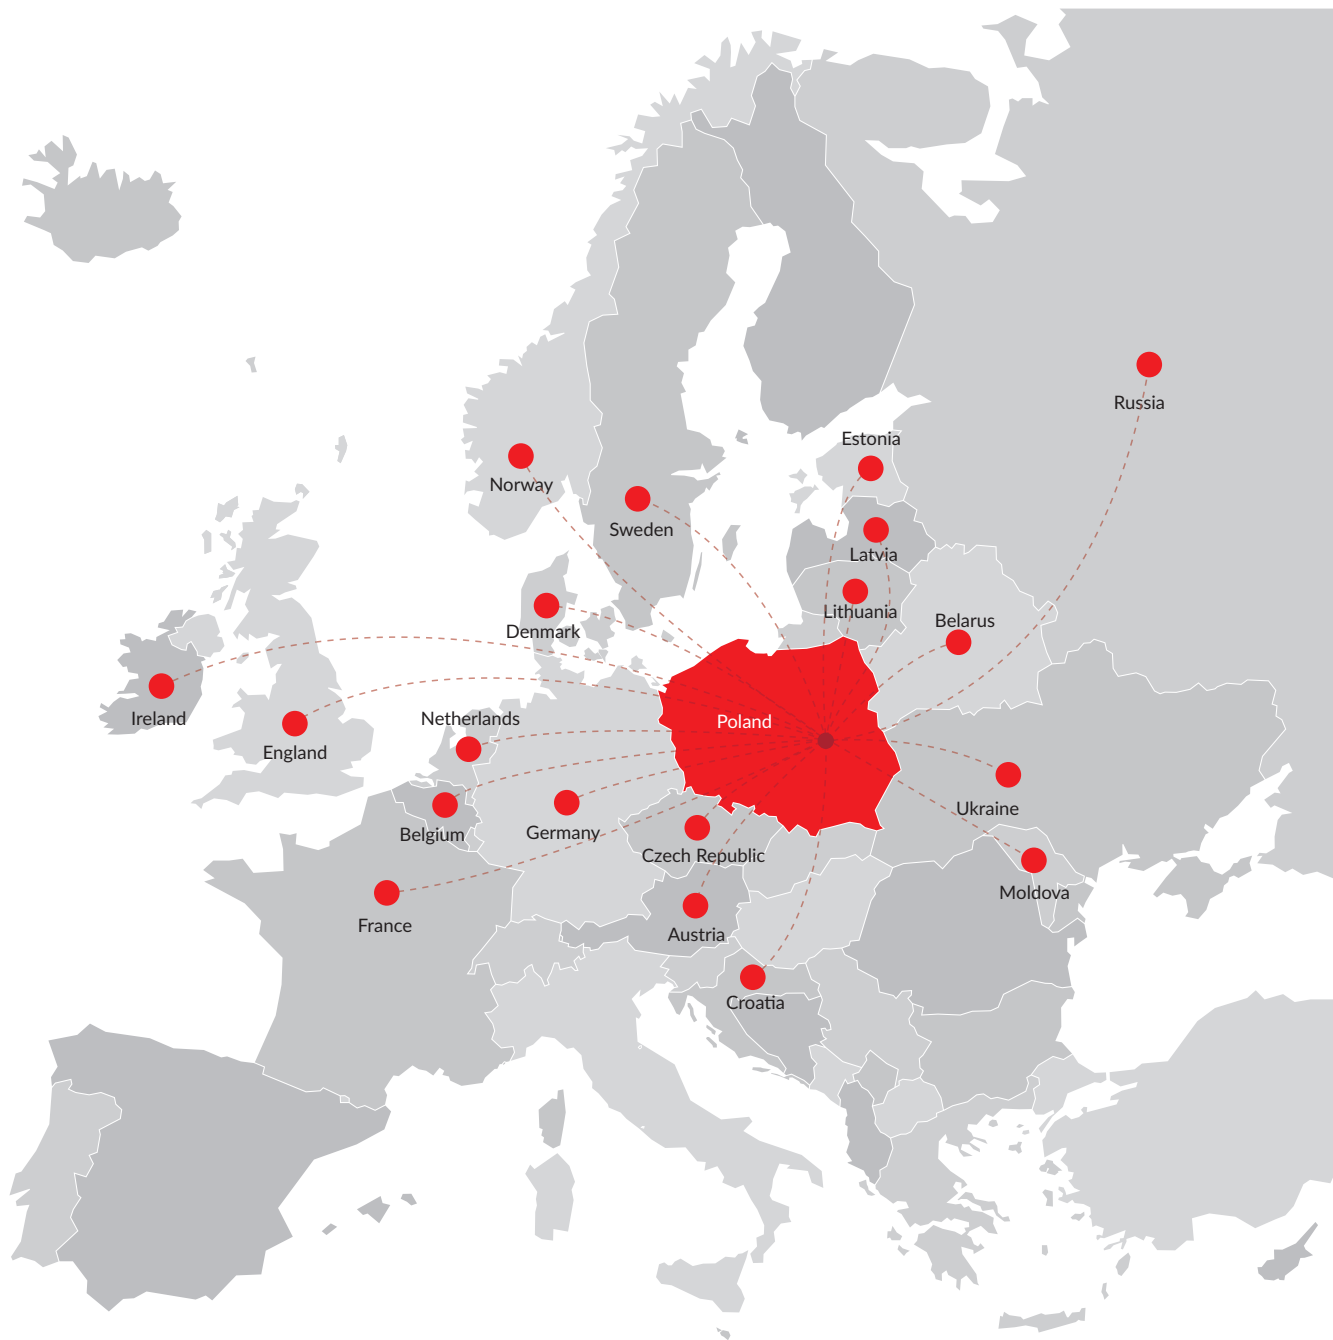 Russia
Estonia
Norway
Sweden
Latvia
Lithuania
Belarus
Denmark
Ireland
Netherlands
Poland
England
Ukraine
Belgium
Germany
Czech Republic
Moldova
France
Austria
Croatia